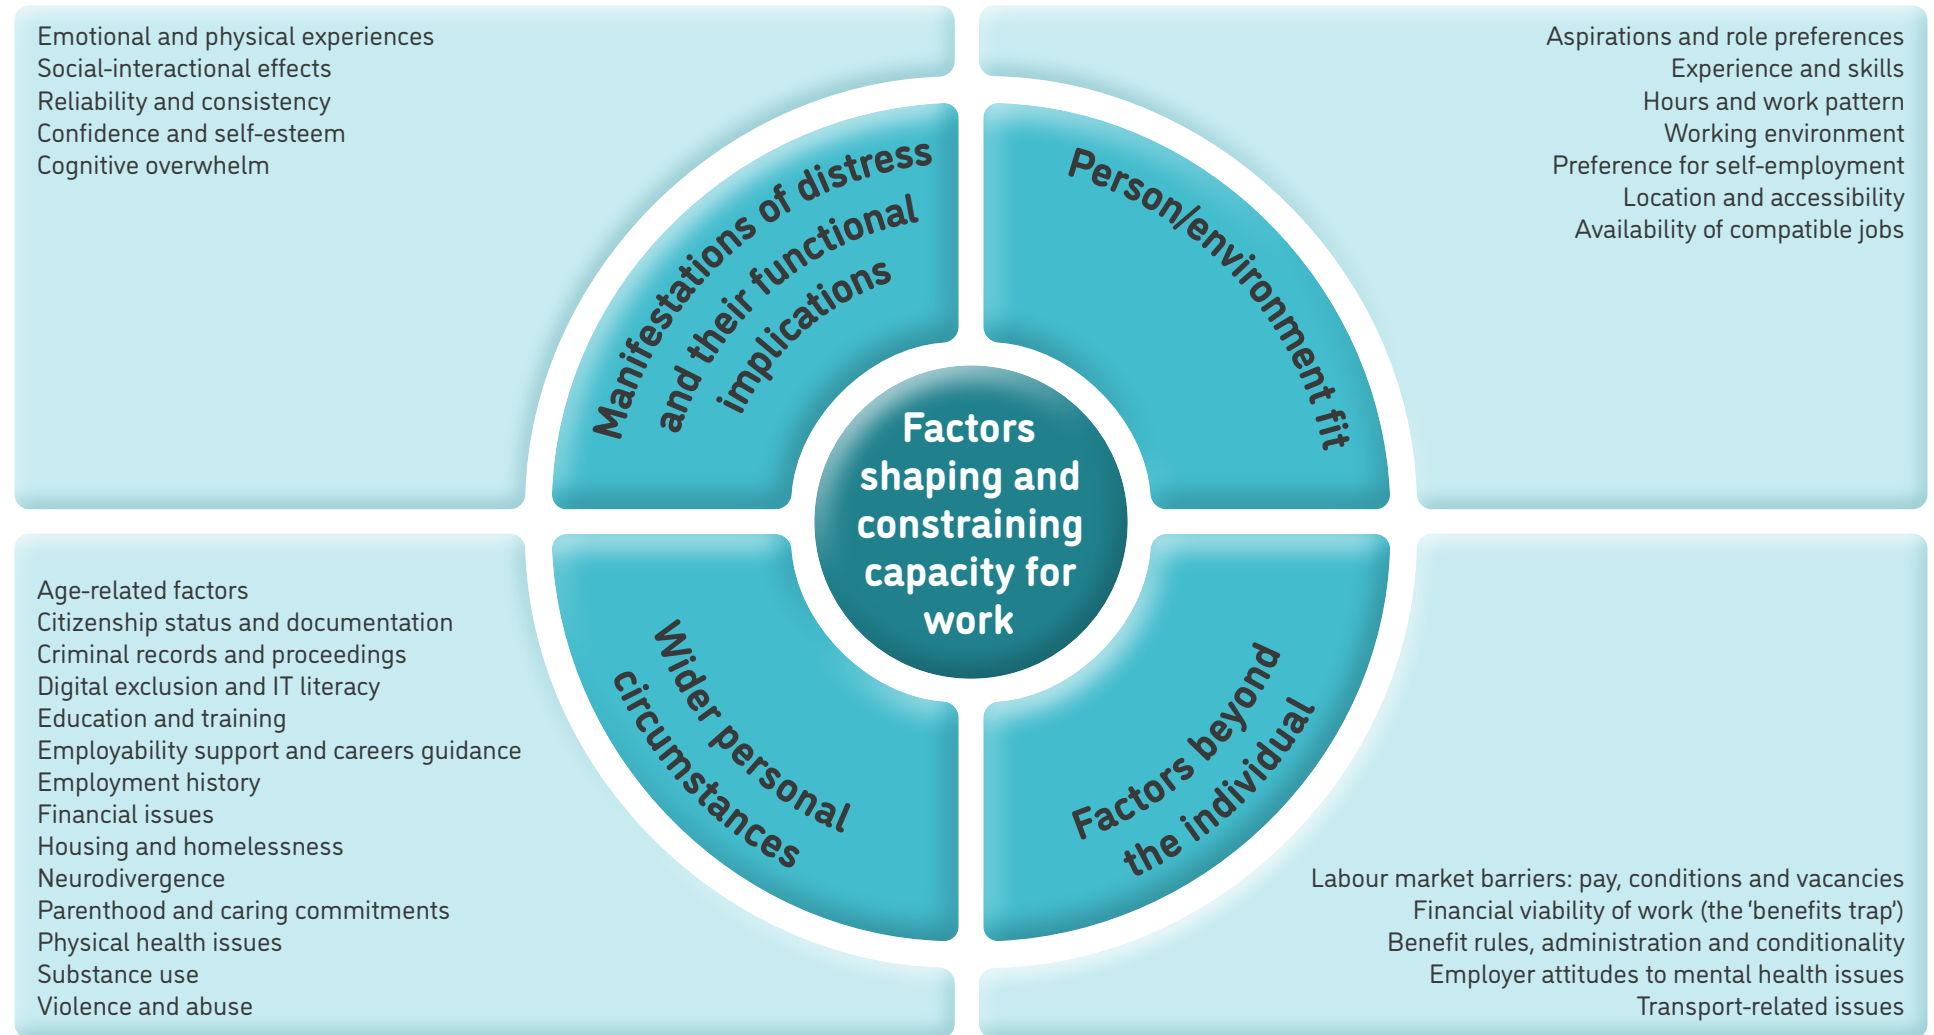 Emotional and physical experiences
Social-interactional effects
Reliability and consistency
Confidence and self-esteem
Cognitive overwhelm
Manifestations of distress
and their functional
implications
Aspirations and role preferences
Experience and skills
Hours and work pattern
Working environment
Preference for self-employment
Location and accessibility
Availability of compatible jobs
Person/environment fit
Factors
shaping and
constraining
capacity for
work
Age-related factors
Citizenship status and documentation
Criminal records and proceedings
Digital exclusion and IT literacy
Education and training
Employability support and careers guidance
Employment history
Financial issues
Housing and homelessness
Neurodivergence
Parenthood and caring commitments
Physical health issues
Substance use
Violence and abuse
Wider personal
circumstances
Factors beyond
the individual
Labour market barriers: pay, conditions and vacancies
Financial viability of work (the ‘benefits trap’)
Benefit rules, administration and conditionality
Employer attitudes to mental health issues
Transport-related issues